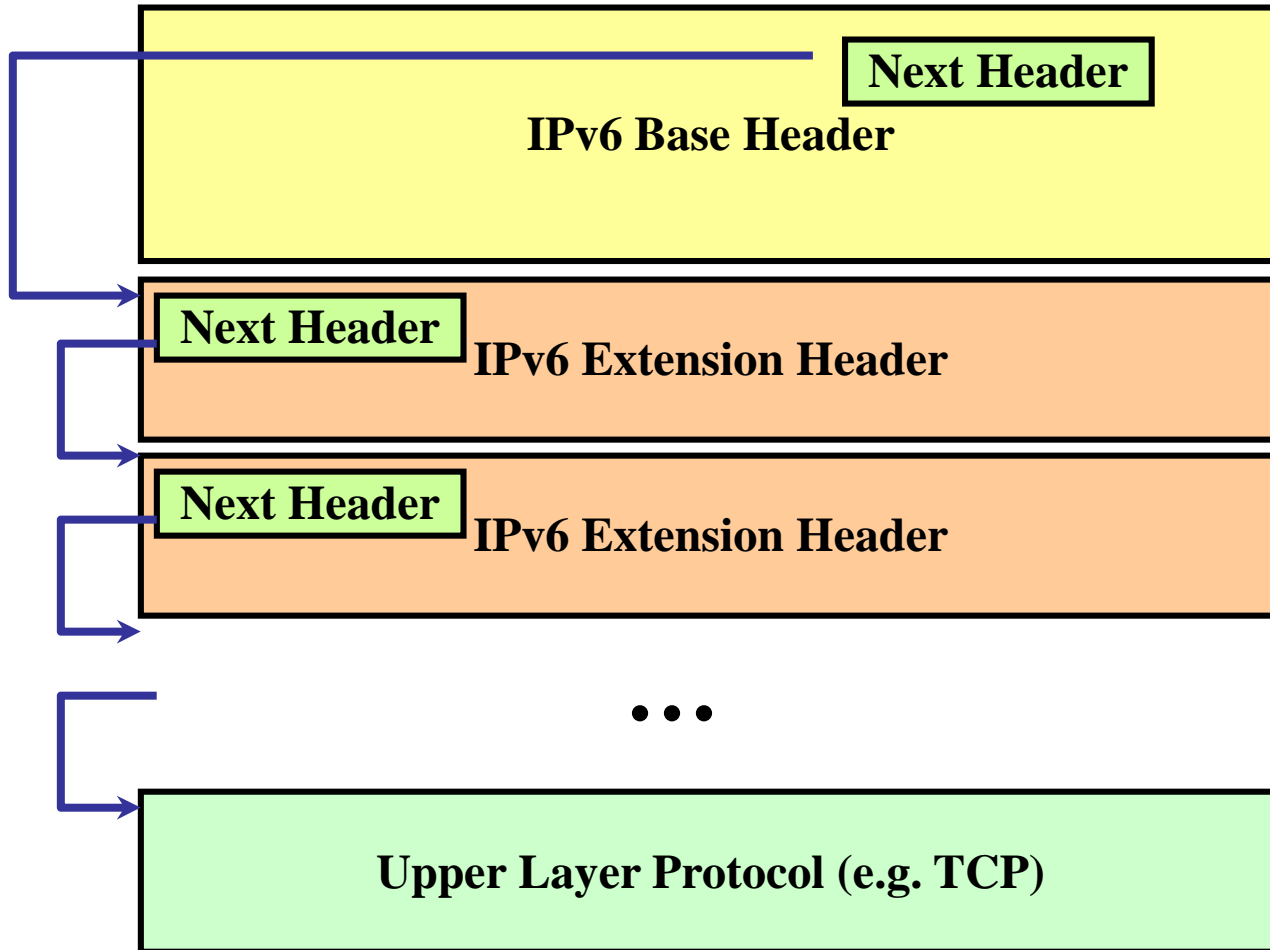 Next Header
IPv6 Base Header
Next Header
IPv6 Extension Header
Next Header
IPv6 Extension Header
•••
Upper Layer Protocol (e.g. TCP)